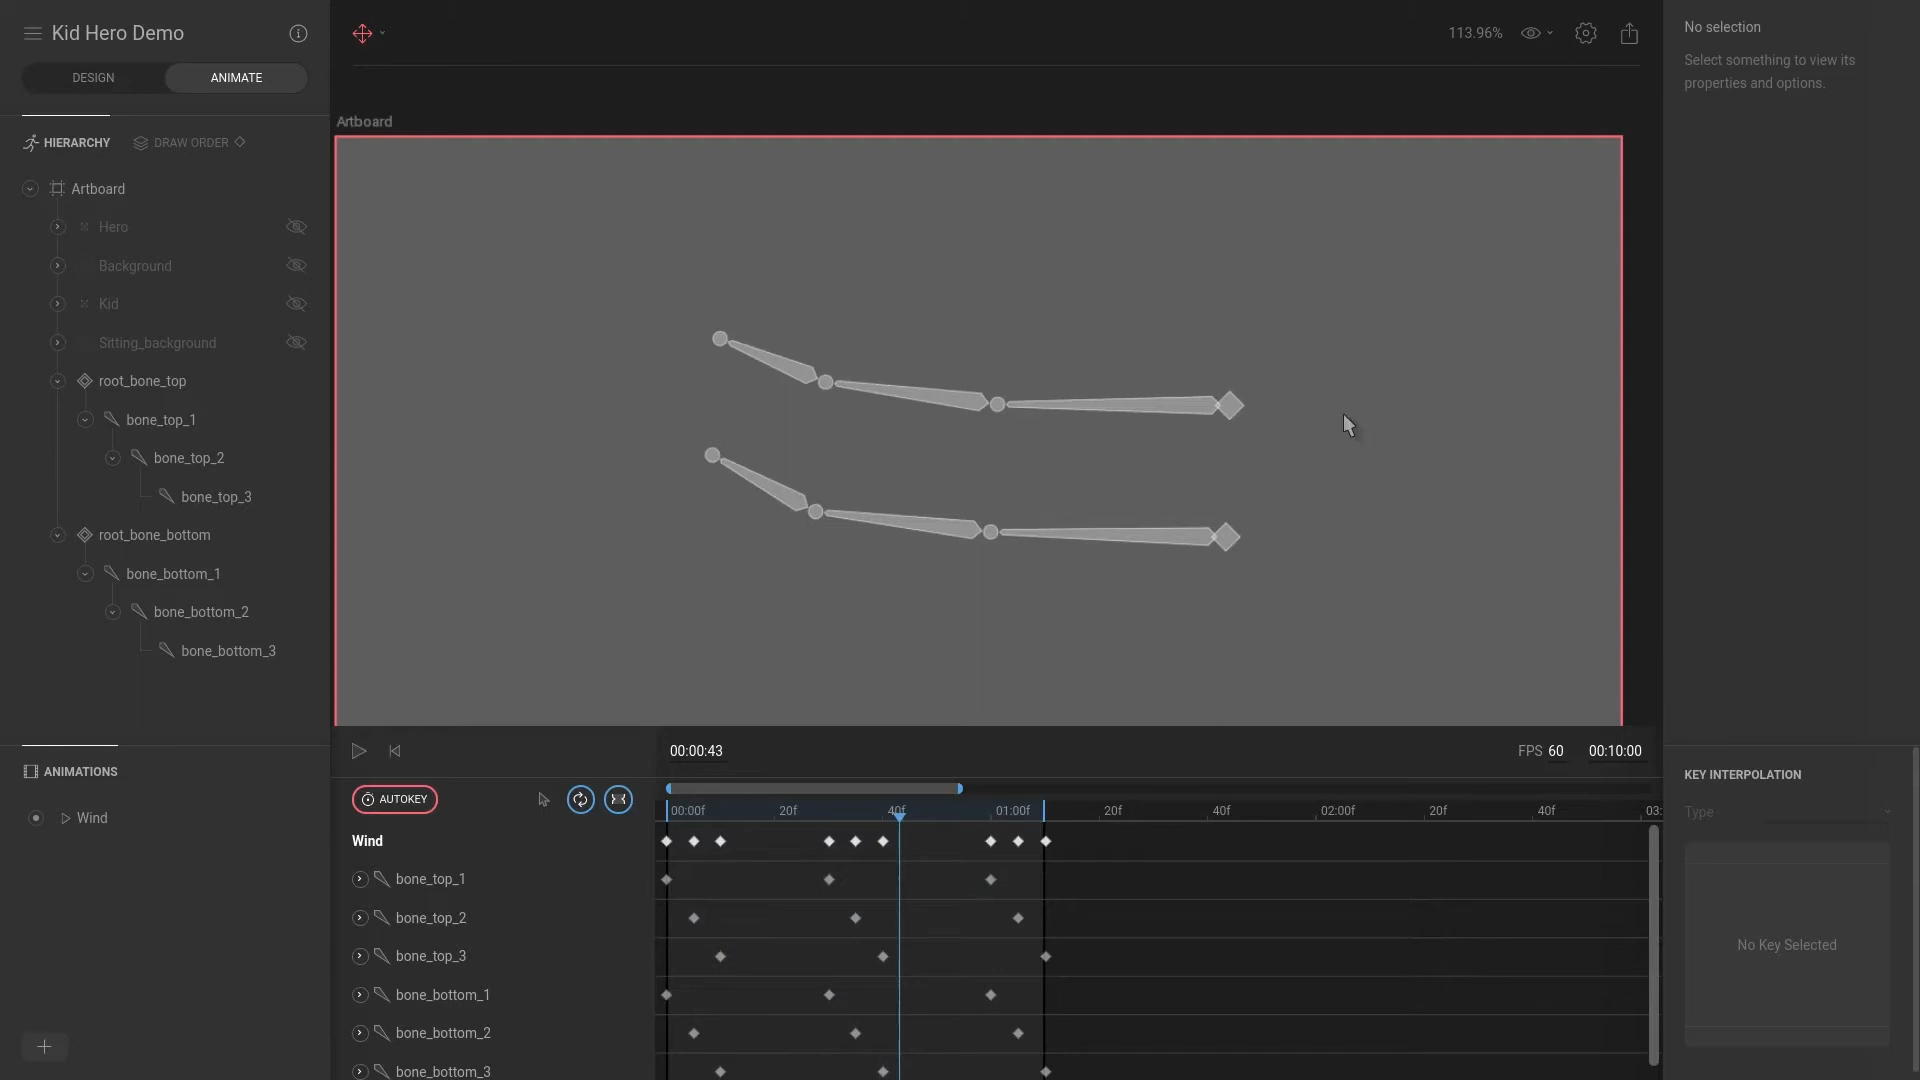 Kid Hero Demo
DESIGN
ANIMATE
HIERARCHY
DRAW ORDER
Artboard
Hero
Background
Kid
Sitting_background
root_bone_top
bone_top_1
bone_top_2
bone_top_3
root_bone_bottom
bone_bottom_1
bone_bottom_2
bone_bottom_3
ANIMATIONS
Wind
113.96%
Artboard
00:00:43
FPS 60
00:10:00
AUTOKEY
00:00f 20f 40f 01:00f 20f 40f 02:00f 20f 40f 03:
Wind
bone_top_1
bone_top_2
bone_top_3
bone_bottom_1
bone_bottom_2
bone_bottom_3
No selection
Select something to view its
properties and options.
KEY INTERPOLATION
Type
No Key Selected